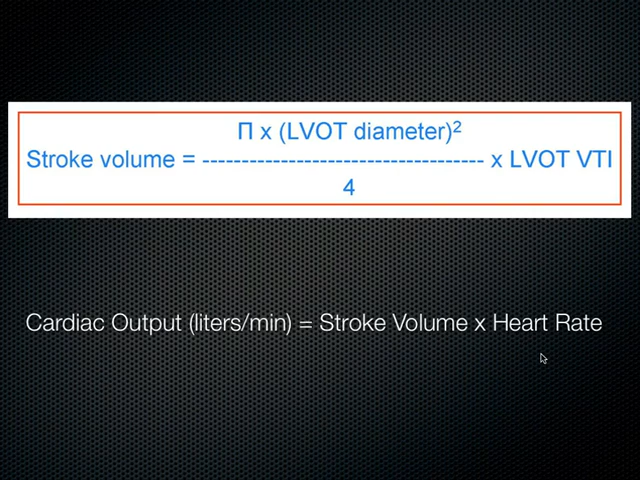 Π x (LVOT diameter)²
Stroke volume = ------------------------------------ x LVOT VTI
4
Cardiac Output (liters/min) = Stroke Volume x Heart Rate